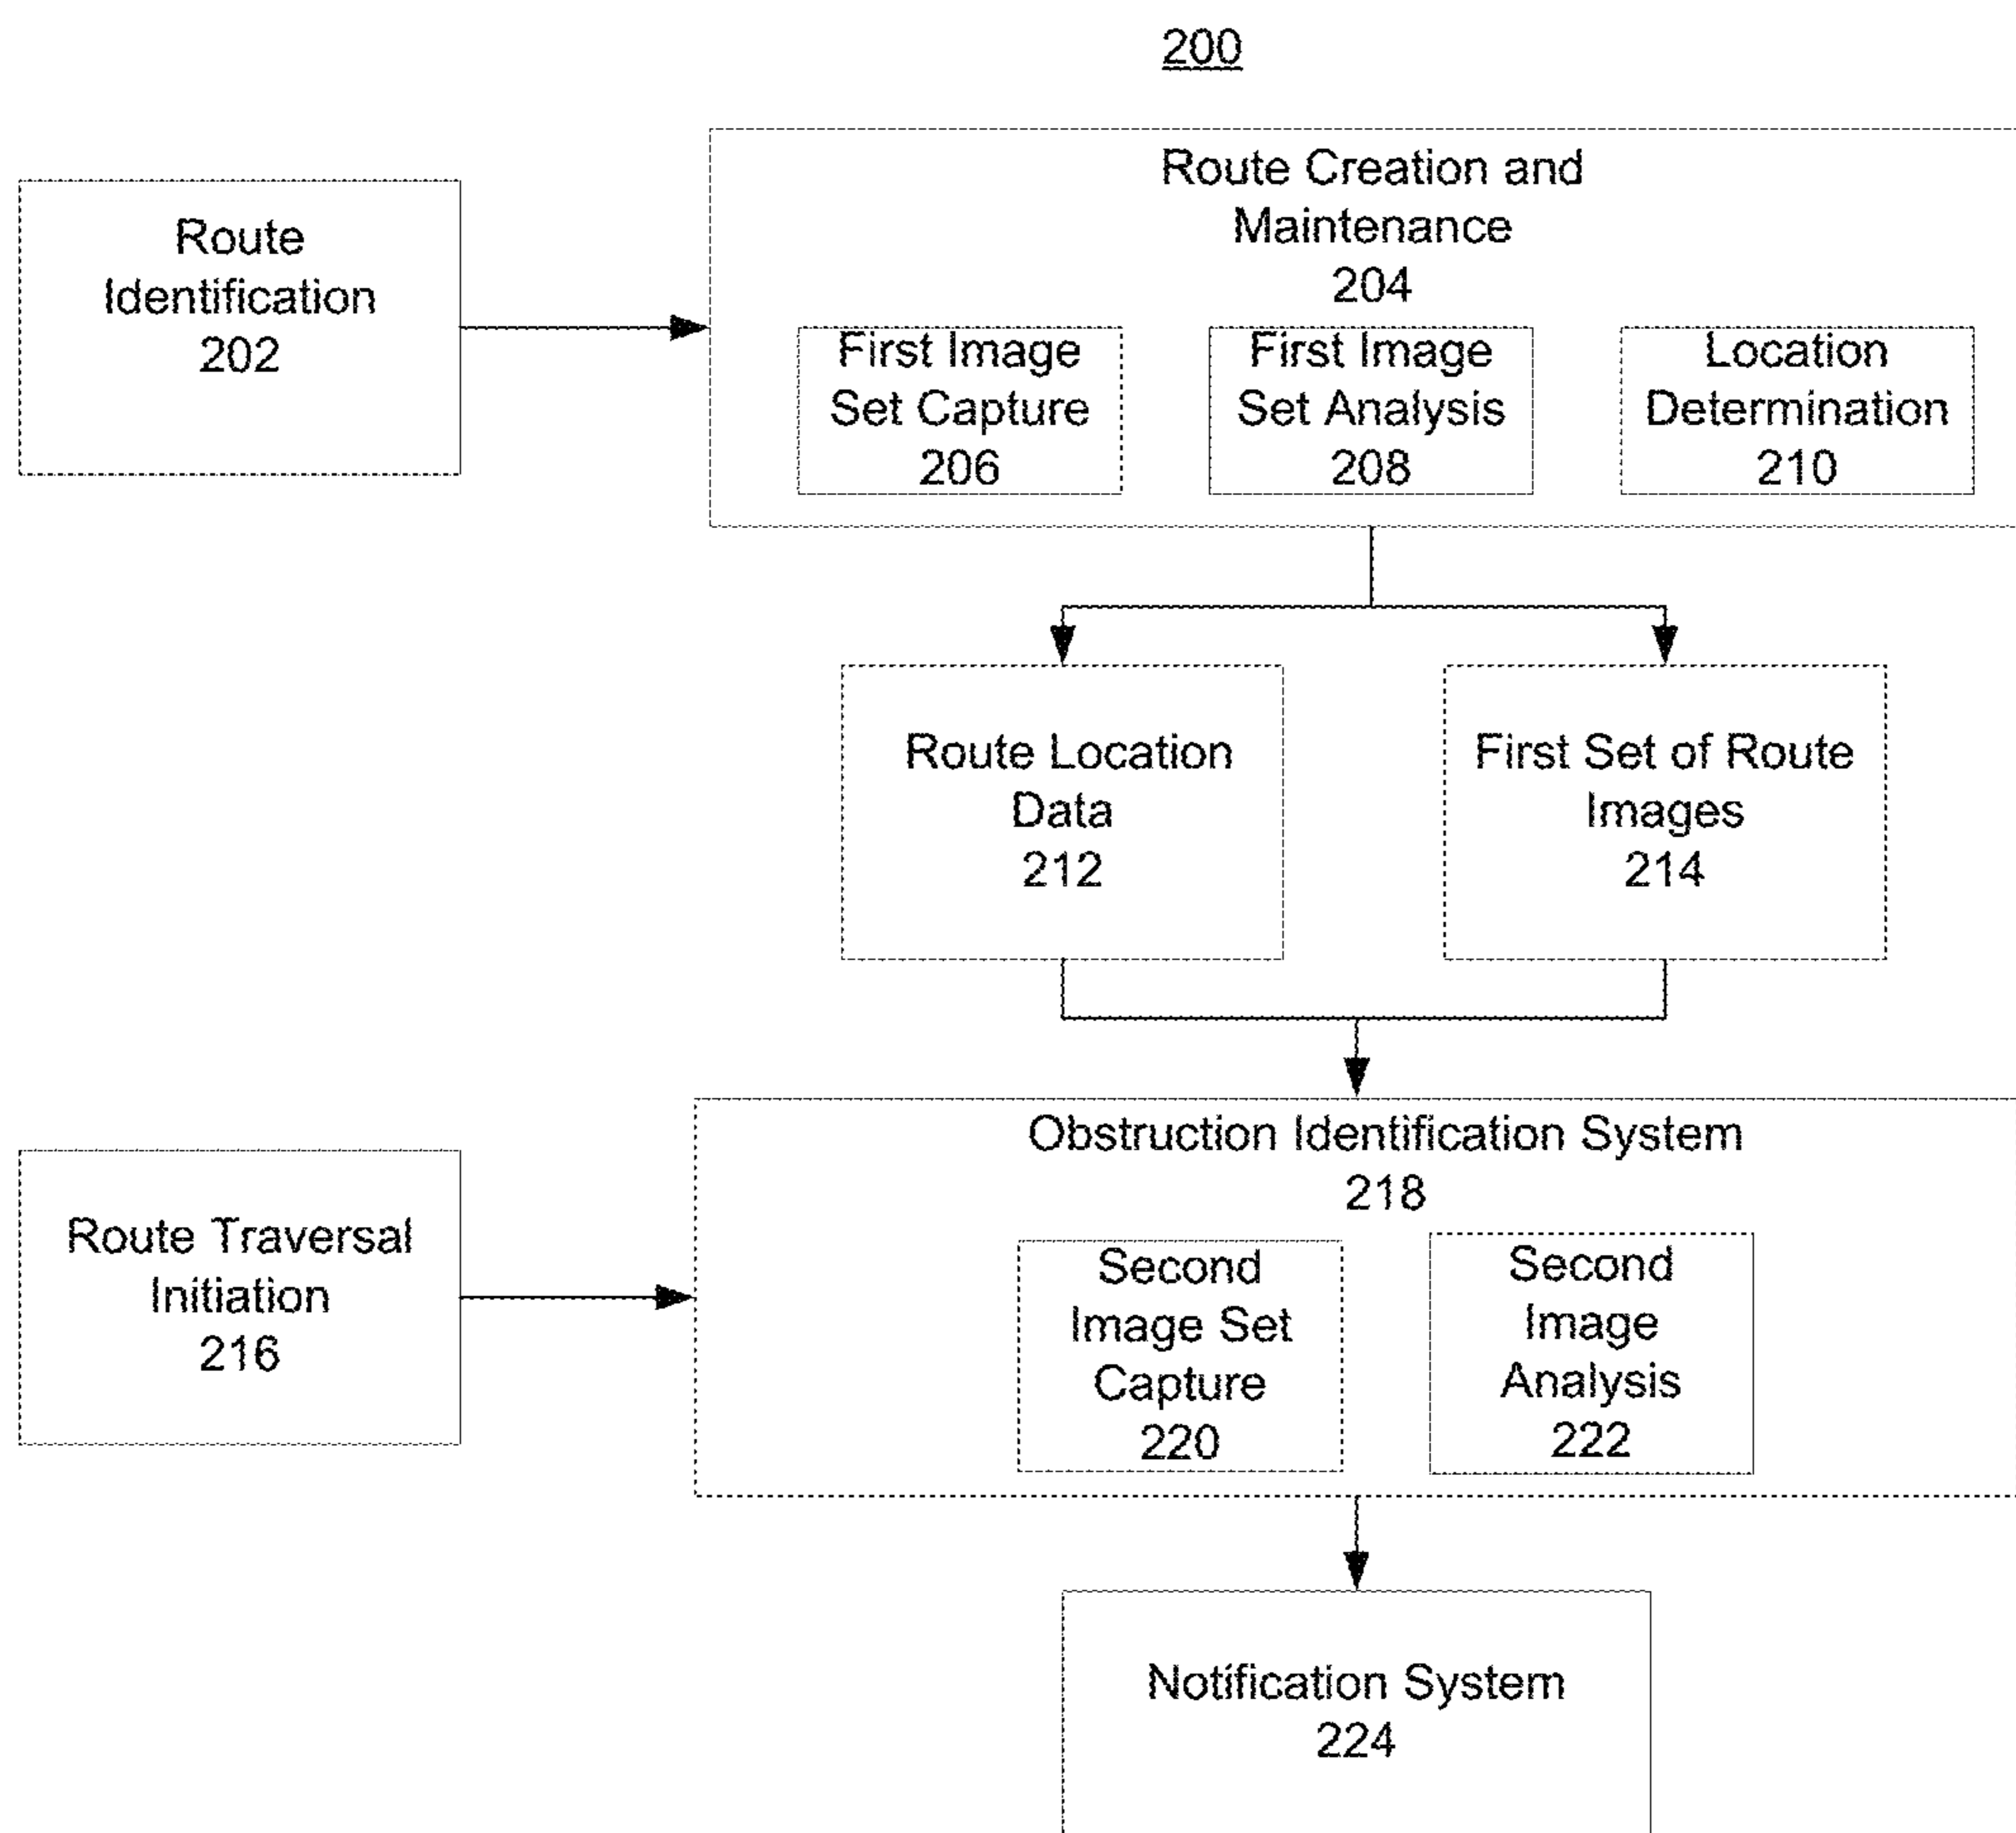 200
Route
Identification
202
Route Creation and
Maintenance
204
First Image
Set Capture
206
First Image
Set Analysis
208
Location
Determination
210
Route Location
Data
212
First Set of Route
Images
214
Route Traversal
Initiation
216
Obstruction Identification System
218
Second
Image Set
Capture
220
Second
Image
Analysis
222
Notification System
224